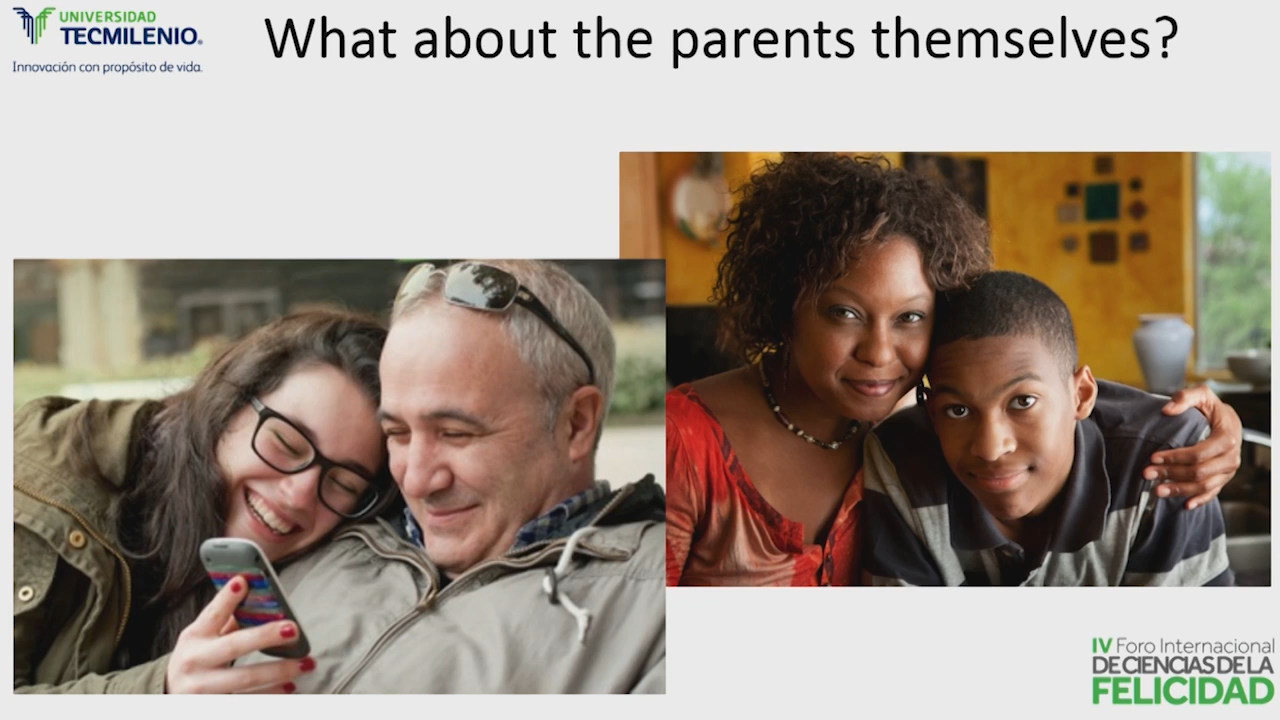 UNIVERSIDAD
TECMILENIO®
Innovación con propósito de vida.
What about the parents themselves?
IV Foro Internacional
DE CIENCIAS DE LA
FELICIDAD